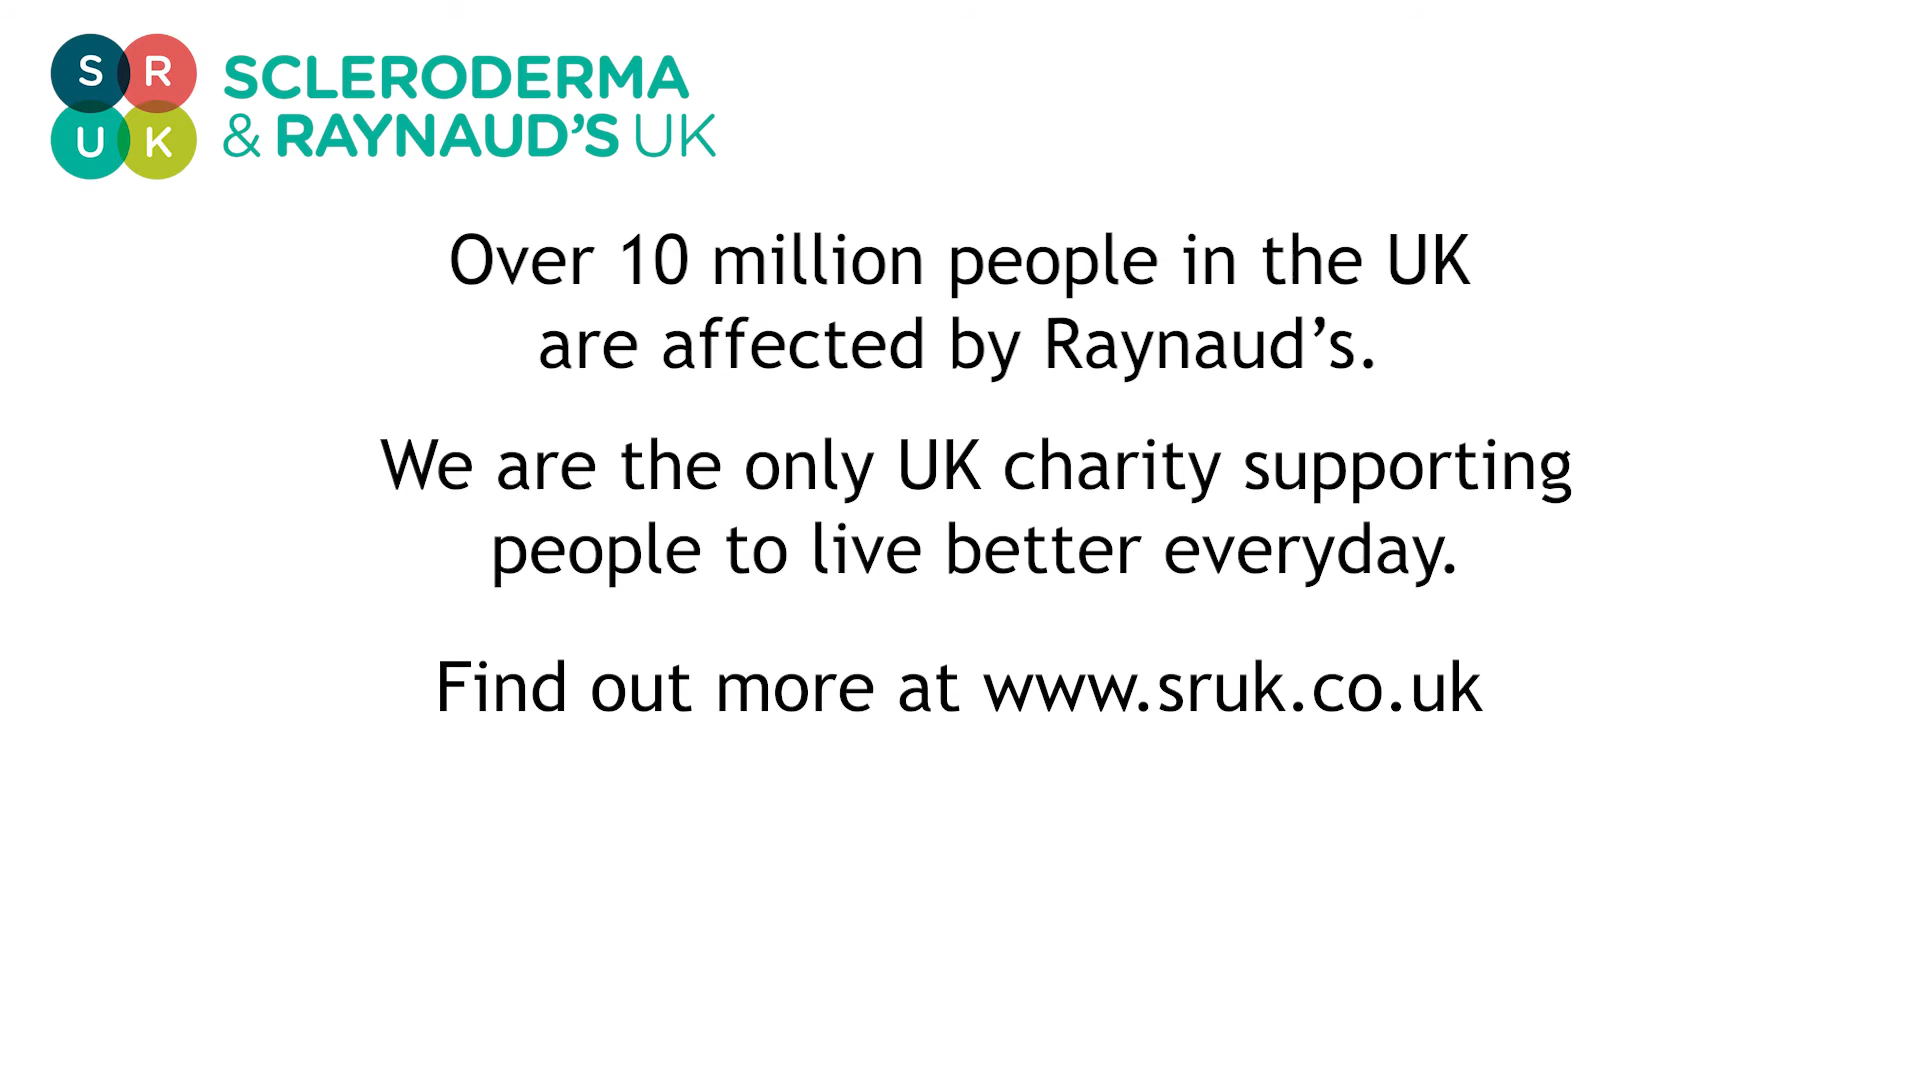 S R
U K
SCLERODERMA
& RAYNAUD’S UK
Over 10 million people in the UK
are affected by Raynaud’s.
We are the only UK charity supporting
people to live better everyday.
Find out more at www.sruk.co.uk